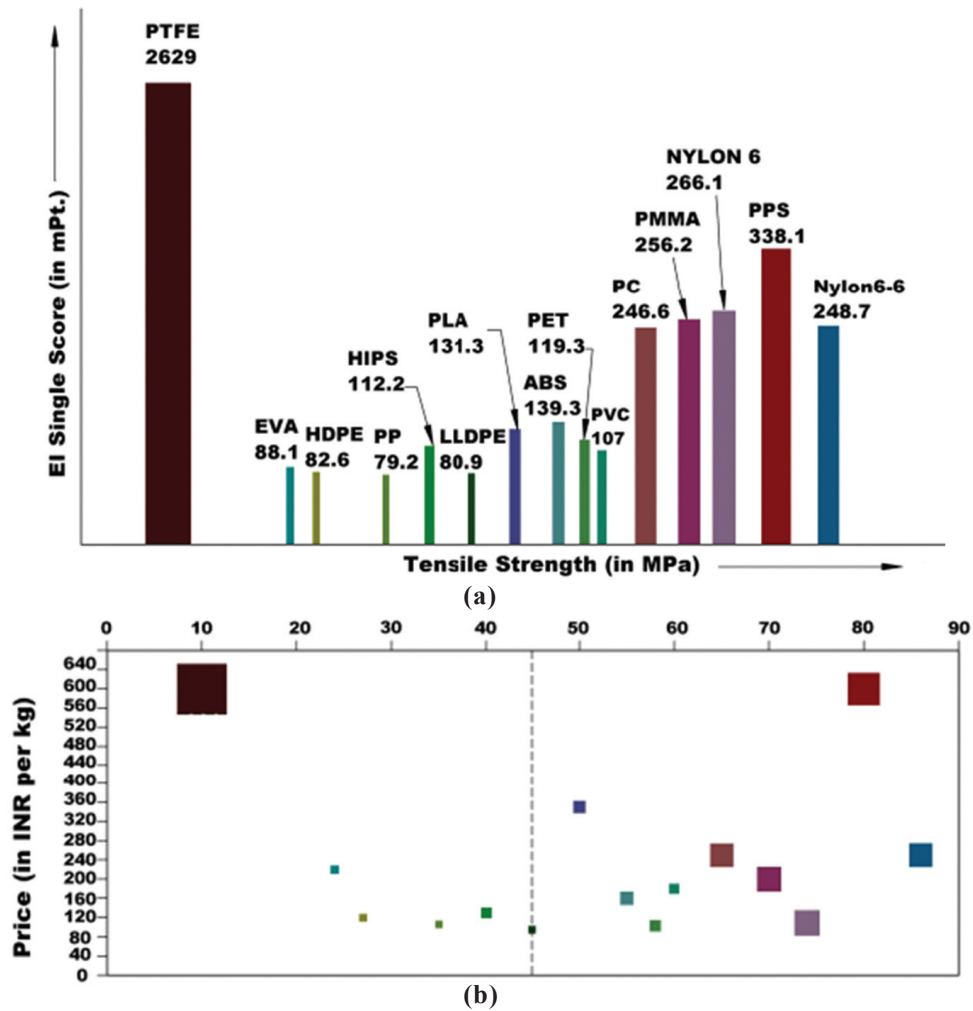 PTFE
2629
EI Single Score (in mPt.)
EVA
88.1
HDPE
82.6
PP
79.2
HIPS
112.2
LLDPE
80.9
PLA
131.3
ABS
139.3
PET
119.3
PVC
107
PC
246.6
PMMA
256.2
NYLON 6
266.1
PPS
338.1
Nylon6-6
248.7
Tensile Strength (in MPa)
(a)
0 10 20 30 40 50 60 70 80 90
Price (in INR per kg)
640
600
560
520
480
440
400
360
320
280
240
200
160
120
80
40
0
(b)